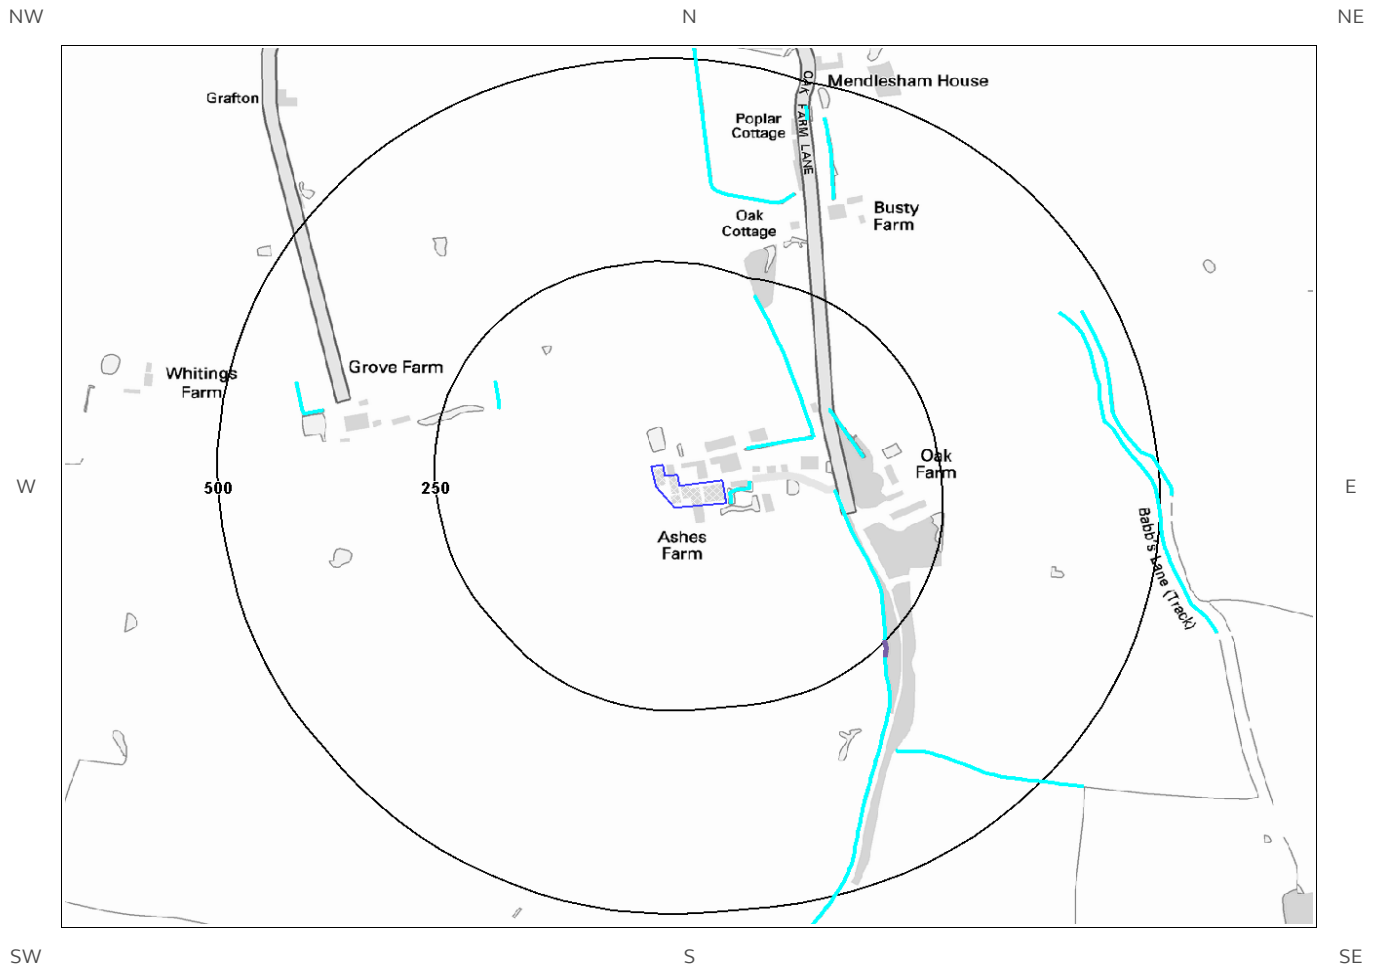 NW
N
NE
Grafton
OAK FARM LANE
Mendlesham House
Poplar
Cottage
Oak
Cottage
Busty
Farm
Whitings
Farm
Grove Farm
Oak
Farm
W
500
250
E
Ashes
Farm
Babb's Lane (Track)
SW
S
SE